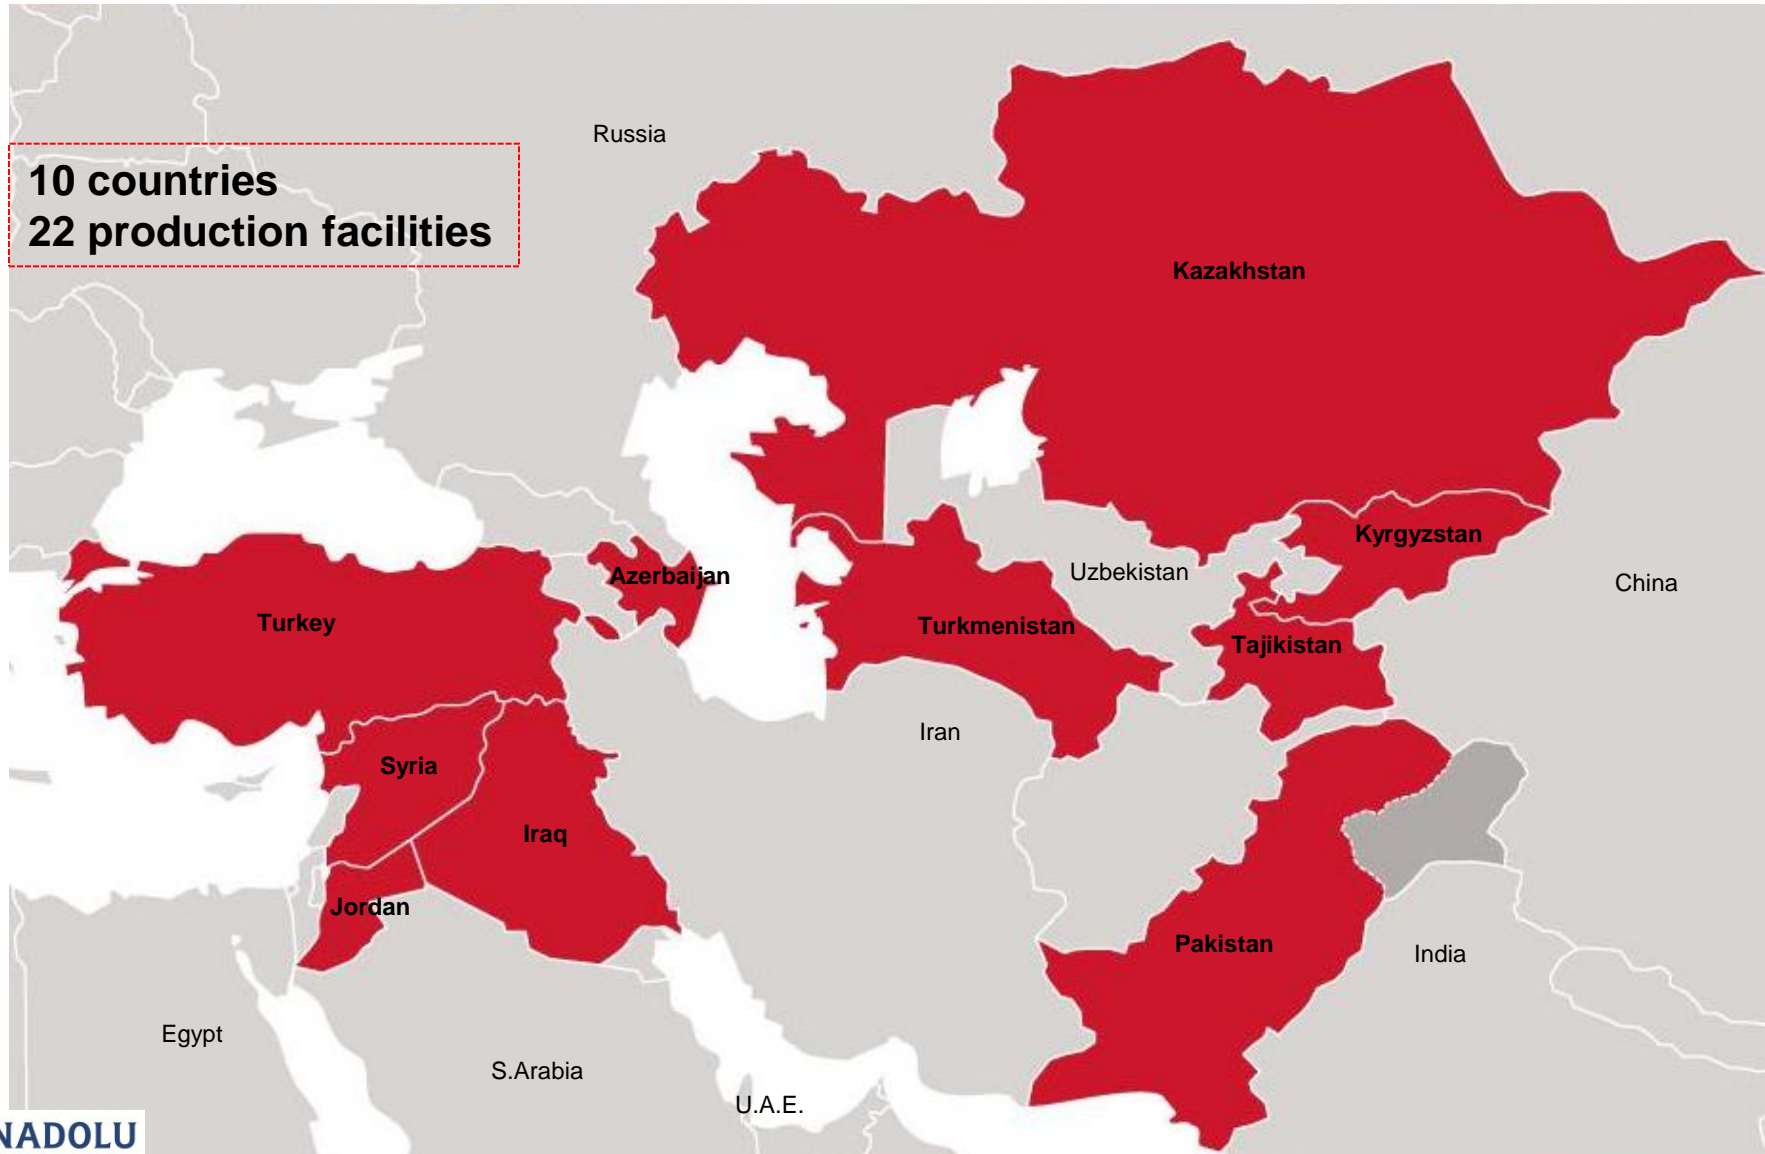 Russia
10 countries
22 production facilities
Kazakhstan
Kyrgyzstan
Azerbaijan
Uzbekistan
China
Turkey
Turkmenistan
Tajikistan
Iran
Syria
Iraq
Jordan
Pakistan
India
Egypt
S.Arabia
U.A.E.
NADOLU